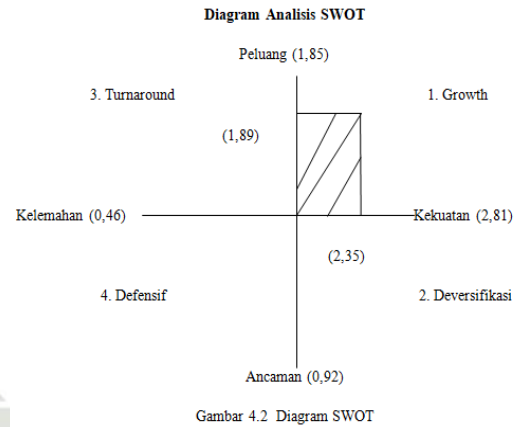 Diagram Analisis SWOT
Peluang (1,85)
3. Turnaround
1. Growth
(1,89)
Kelemahan (0,46)
Kekuatan (2,81)
(2,35)
4. Defensif
2. Deversifikasi
Ancaman (0,92)
Gambar 4.2 Diagram SWOT